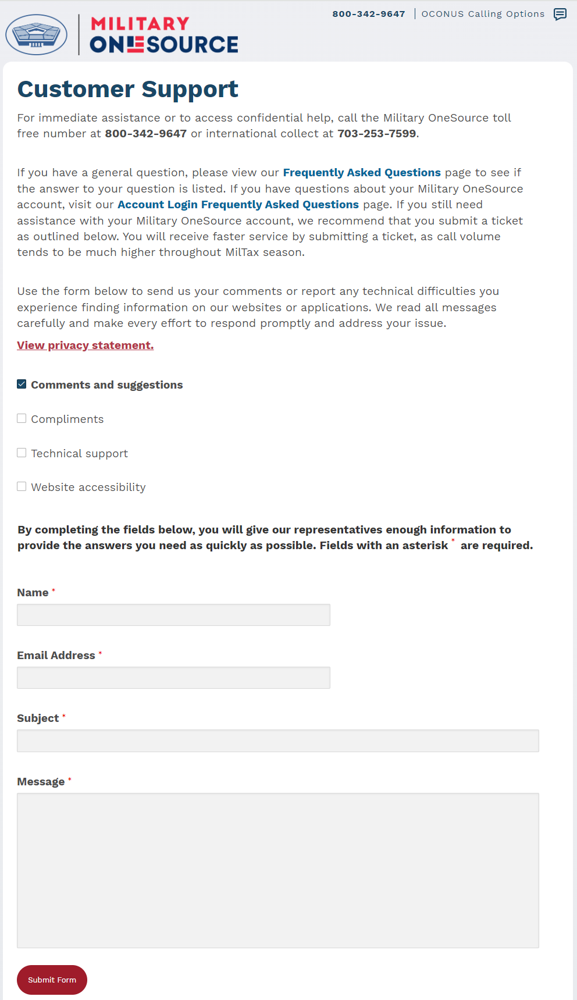 800-342-9647 | OCONUS Calling Options
MILITARY
ONESOURCE
Customer Support
For immediate assistance or to access confidential help, call the Military OneSource toll
free number at 800-342-9647 or international collect at 703-253-7599.
If you have a general question, please view our Frequently Asked Questions page to see if
the answer to your question is listed. If you have questions about your Military OneSource
account, visit our Account Login Frequently Asked Questions page. If you still need
assistance with your Military OneSource account, we recommend that you submit a ticket
as outlined below. You will receive faster service by submitting a ticket, as call volume
tends to be much higher throughout MilTax season.
Use the form below to send us your comments or report any technical difficulties you
experience finding information on our websites or applications. We read all messages
carefully and make every effort to respond promptly and address your issue.
View privacy statement.
Comments and suggestions
Compliments
Technical support
Website accessibility
By completing the fields below, you will give our representatives enough information to
provide the answers you need as quickly as possible. Fields with an asterisk * are required.
Name *
Email Address *
Subject *
Message *
Submit Form